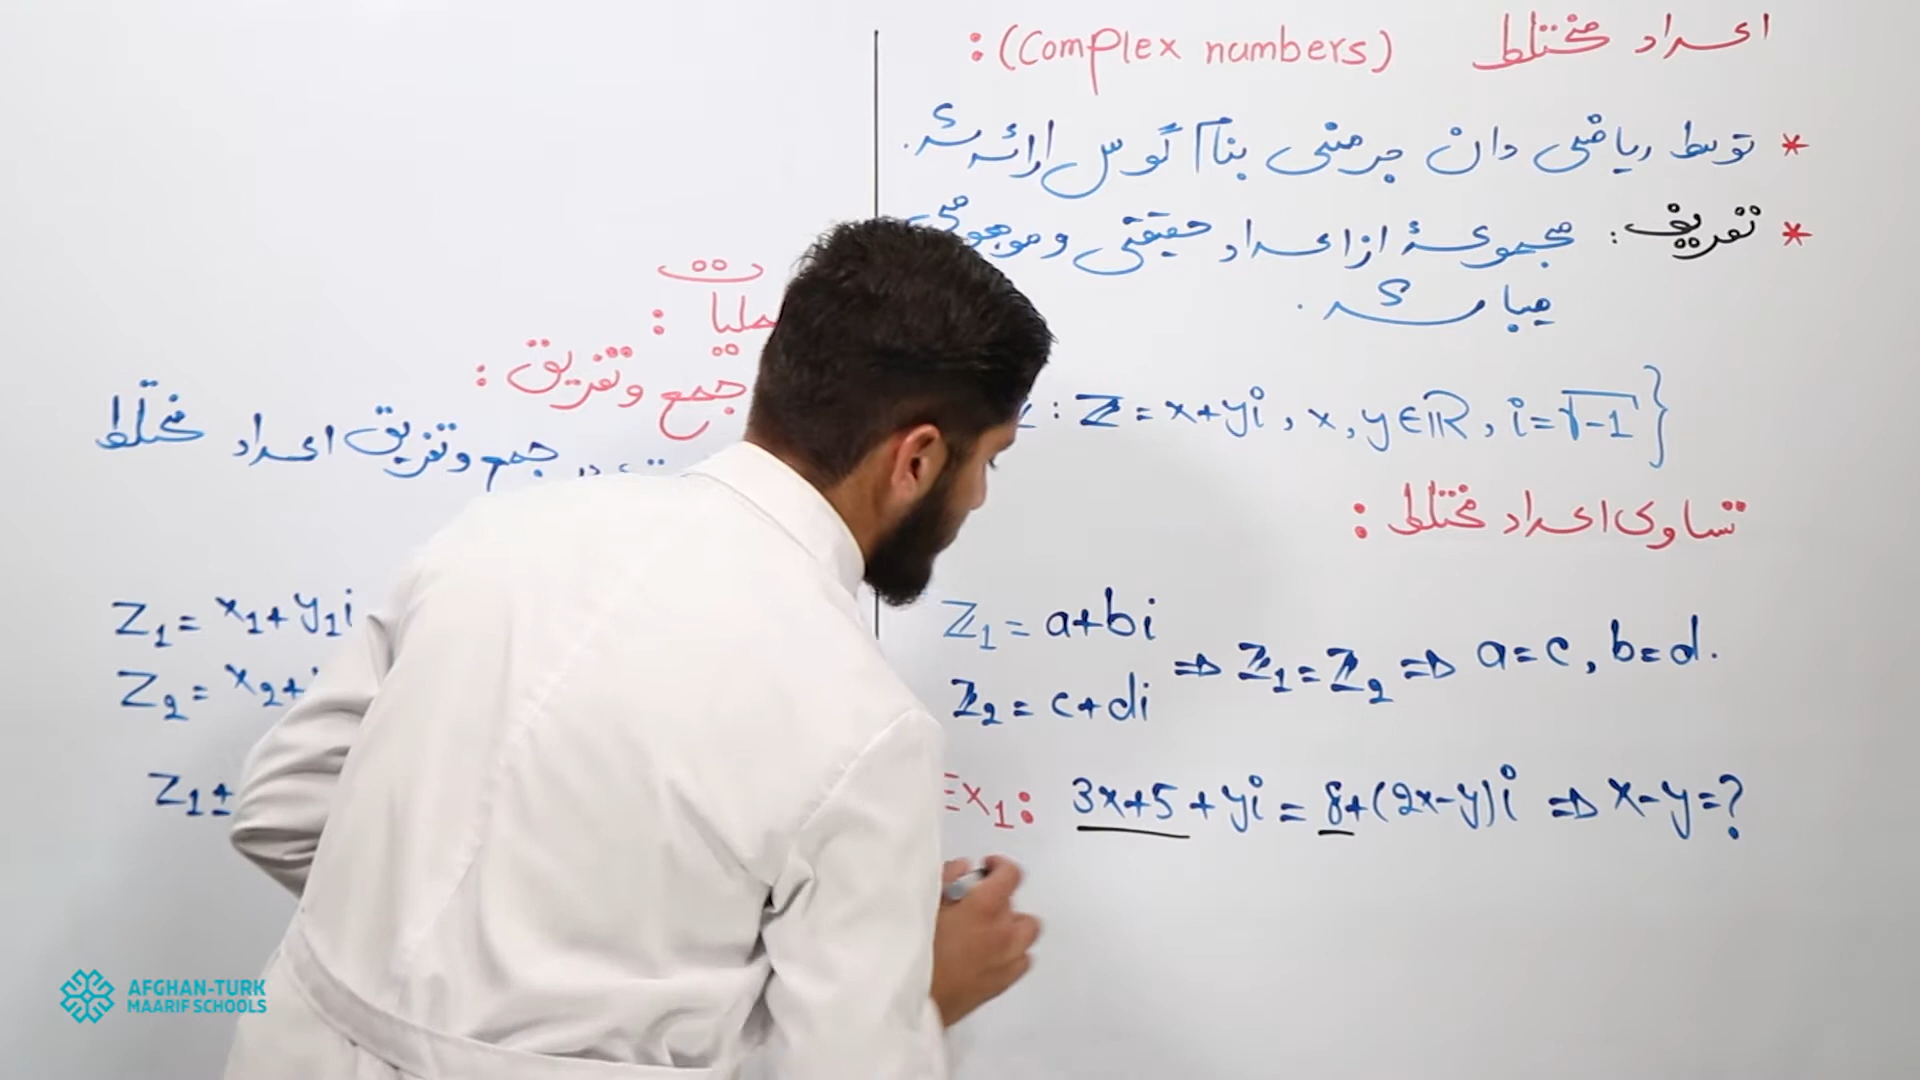 اعداد مختلط (Complex numbers):
* توسط ریاضی دان جرمنی بنام گوس ارائه شد.
* تعریف: مجموعهٔ از اعداد حقیقی و موهومی
میباشد.
: Z = x+yi, x, y∈IR, i=√-1}
تساوی اعداد مختلط:
Z₁ = a+bi
Z₂ = c+di
⇒ Z₁ = Z₂ ⇒ a=c, b=d.
Ex₁: 3x+5+yi = 8+(2x-y)i ⇒ x-y=?
جمع و تفریق:
جمع و تفریق اعداد مختلط
Z₁ = x₁+y₁i
Z₂ = x₂+
Z₁±
AFGHAN-TURK
MAARIF SCHOOLS